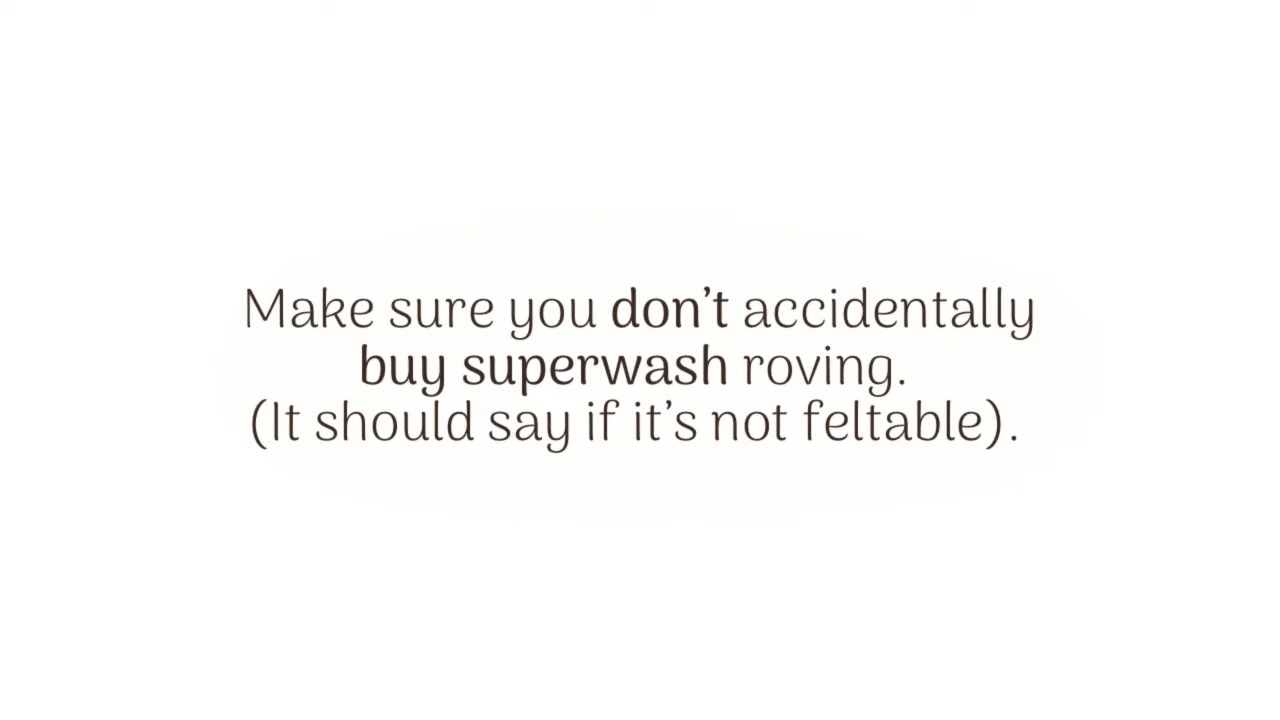 Make sure you don’t accidentally
buy superwash roving.
(It should say if it’s not feltable).